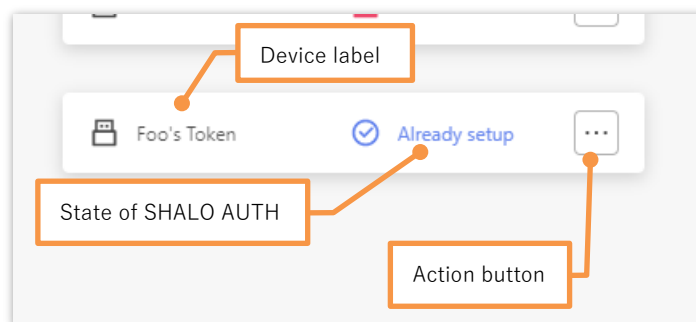 Device label
Foo's Token
Already setup
...
State of SHALO AUTH
Action button